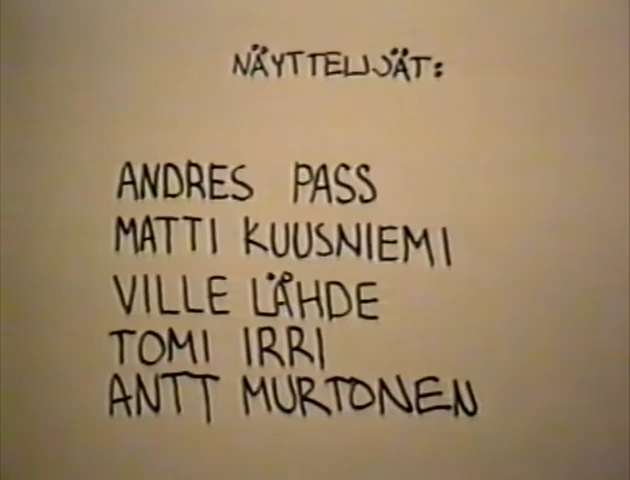 NÄYTTELIJÄT:
ANDRES PASS
MATTI KUUSNIEMI
VILLE LÄHDE
TOMI IRRI
ANTT MURTONEN